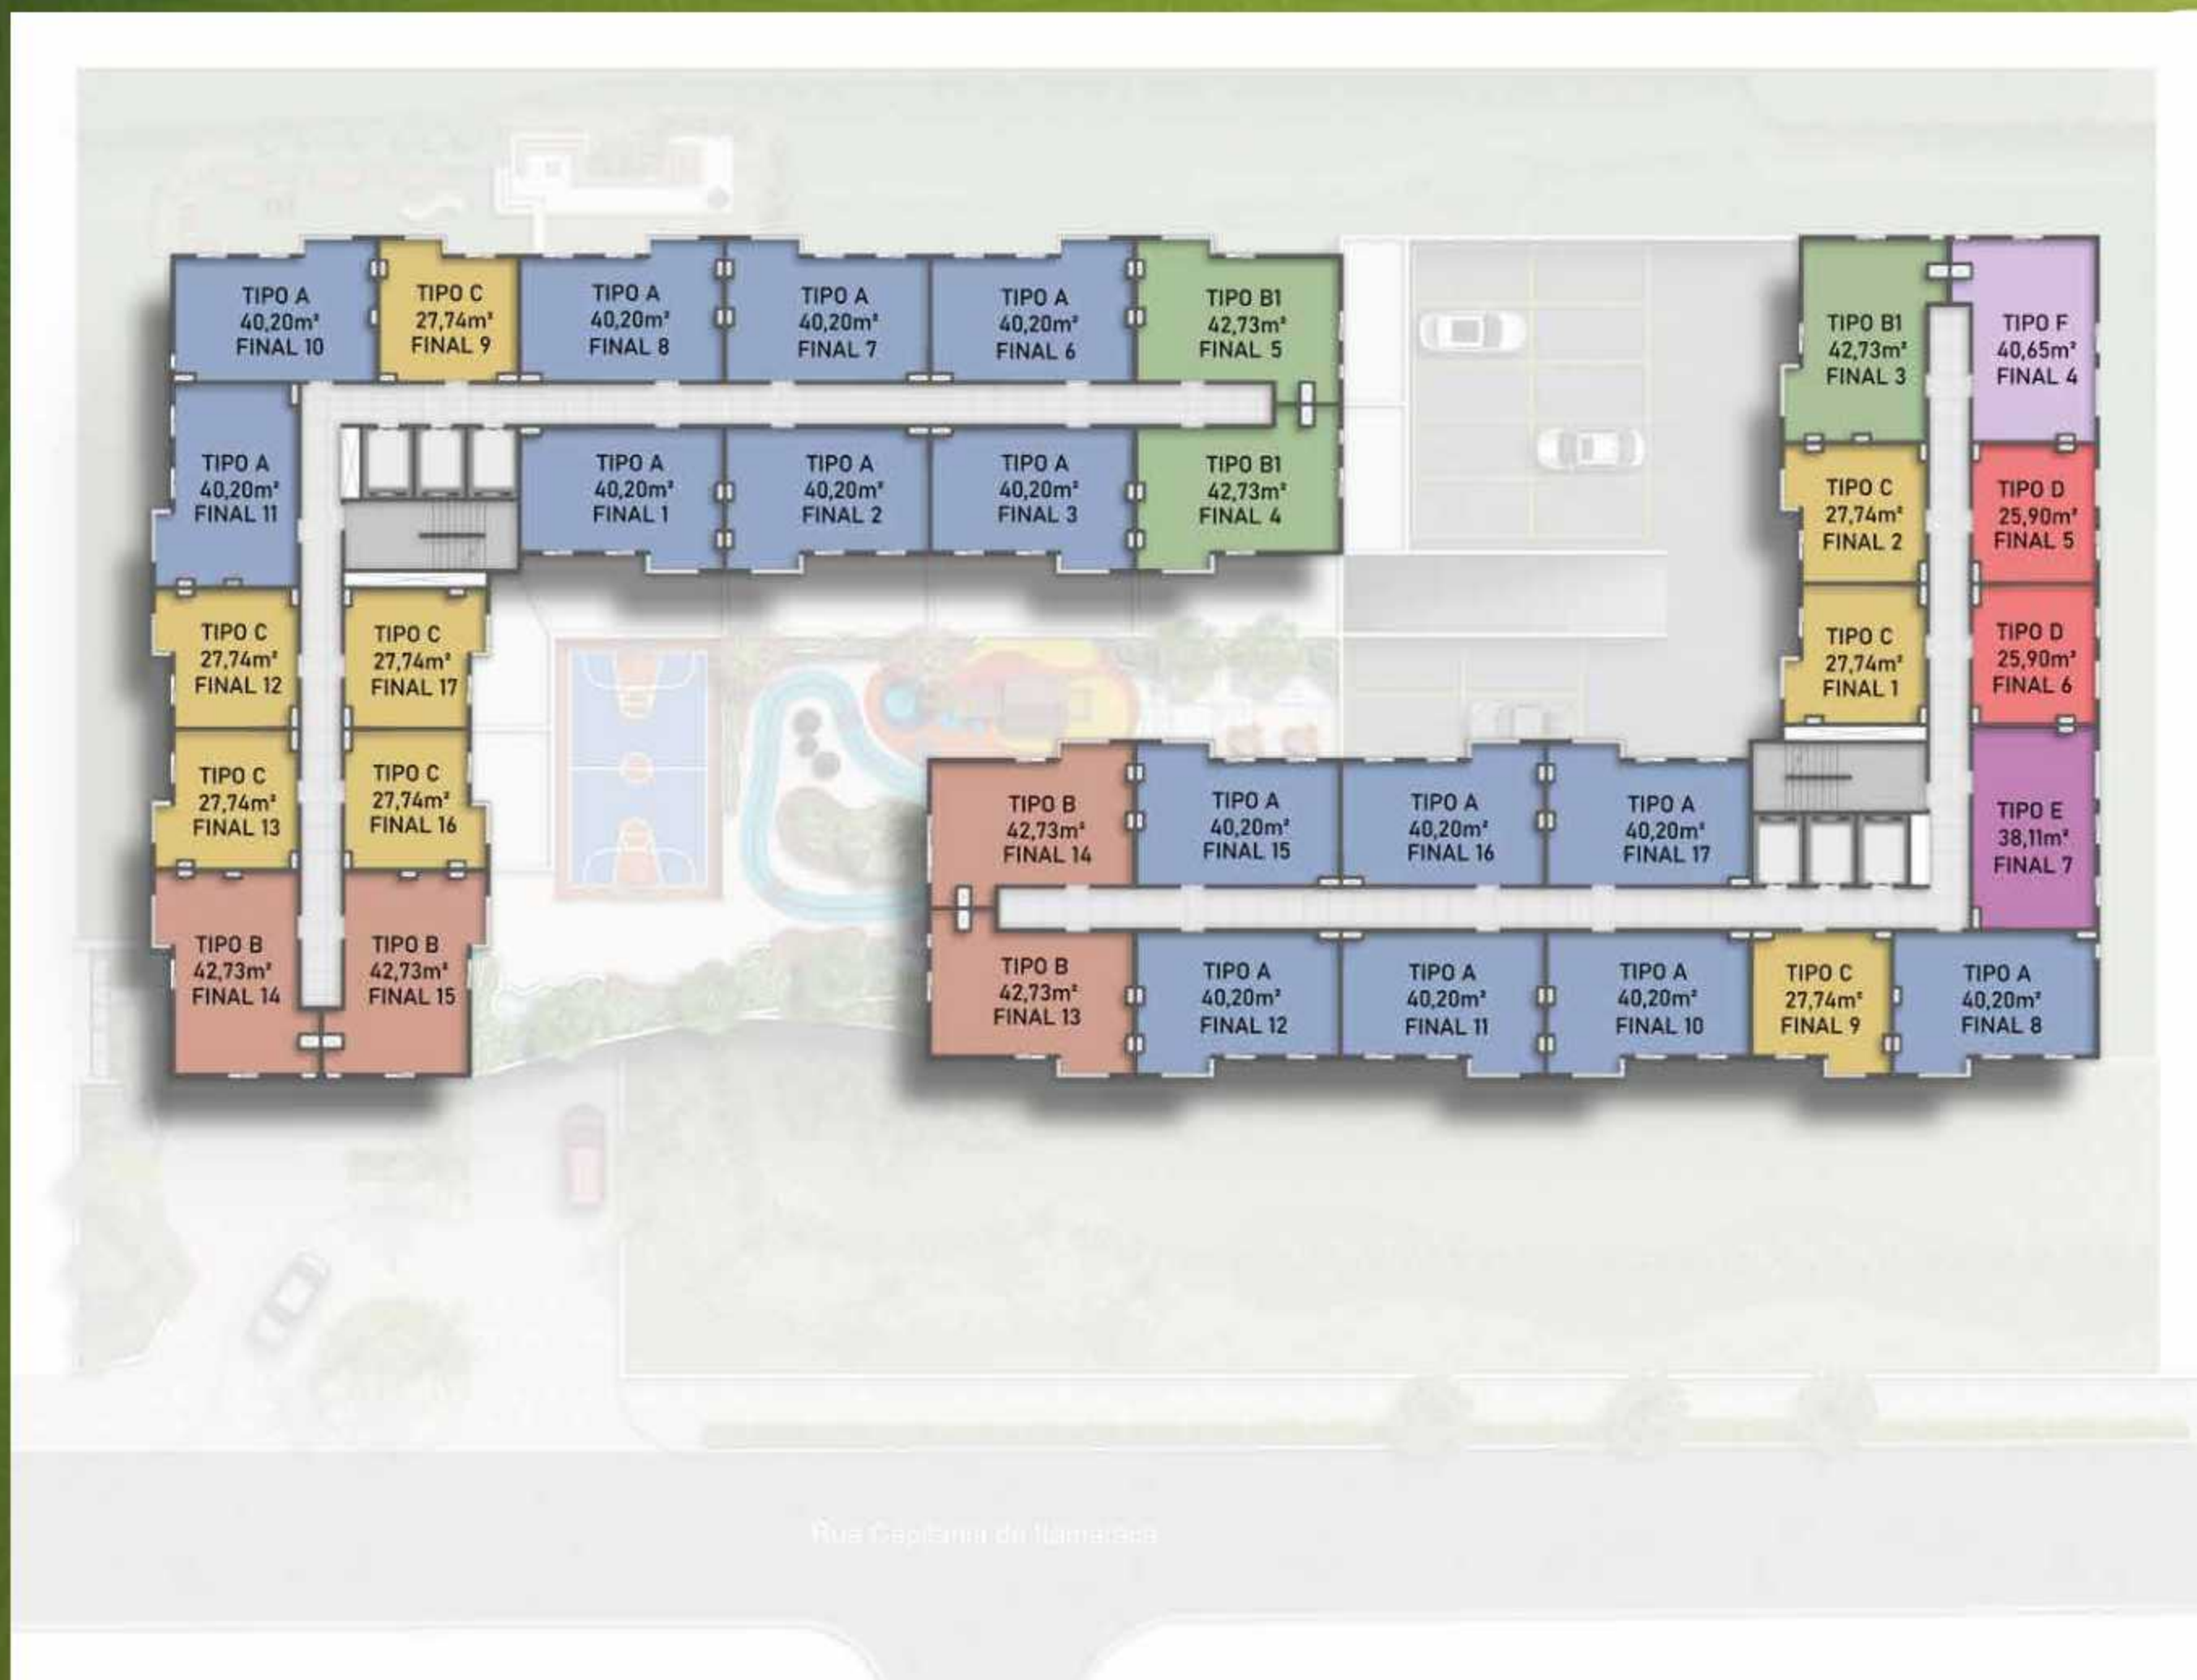 TIPO A
40,20m²
FINAL 10
TIPO C
27,74m²
FINAL 9
TIPO A
40,20m²
FINAL 8
TIPO A
40,20m²
FINAL 7
TIPO A
40,20m²
FINAL 6
TIPO B1
42,73m²
FINAL 5
TIPO A
40,20m²
FINAL 11
TIPO A
40,20m²
FINAL 1
TIPO A
40,20m²
FINAL 2
TIPO A
40,20m²
FINAL 3
TIPO B1
42,73m²
FINAL 4
TIPO C
27,74m²
FINAL 12
TIPO C
27,74m²
FINAL 17
TIPO C
27,74m²
FINAL 13
TIPO C
27,74m²
FINAL 16
TIPO B
42,73m²
FINAL 14
TIPO B
42,73m²
FINAL 15
TIPO B1
42,73m²
FINAL 3
TIPO F
40,65m²
FINAL 4
TIPO C
27,74m²
FINAL 2
TIPO D
25,90m²
FINAL 5
TIPO C
27,74m²
FINAL 1
TIPO D
25,90m²
FINAL 6
TIPO B
42,73m²
FINAL 14
TIPO A
40,20m²
FINAL 15
TIPO A
40,20m²
FINAL 16
TIPO A
40,20m²
FINAL 17
TIPO E
38,11m²
FINAL 7
TIPO B
42,73m²
FINAL 13
TIPO A
40,20m²
FINAL 12
TIPO A
40,20m²
FINAL 11
TIPO A
40,20m²
FINAL 10
TIPO C
27,74m²
FINAL 9
TIPO A
40,20m²
FINAL 8
Rua Capitania de Itamaracá